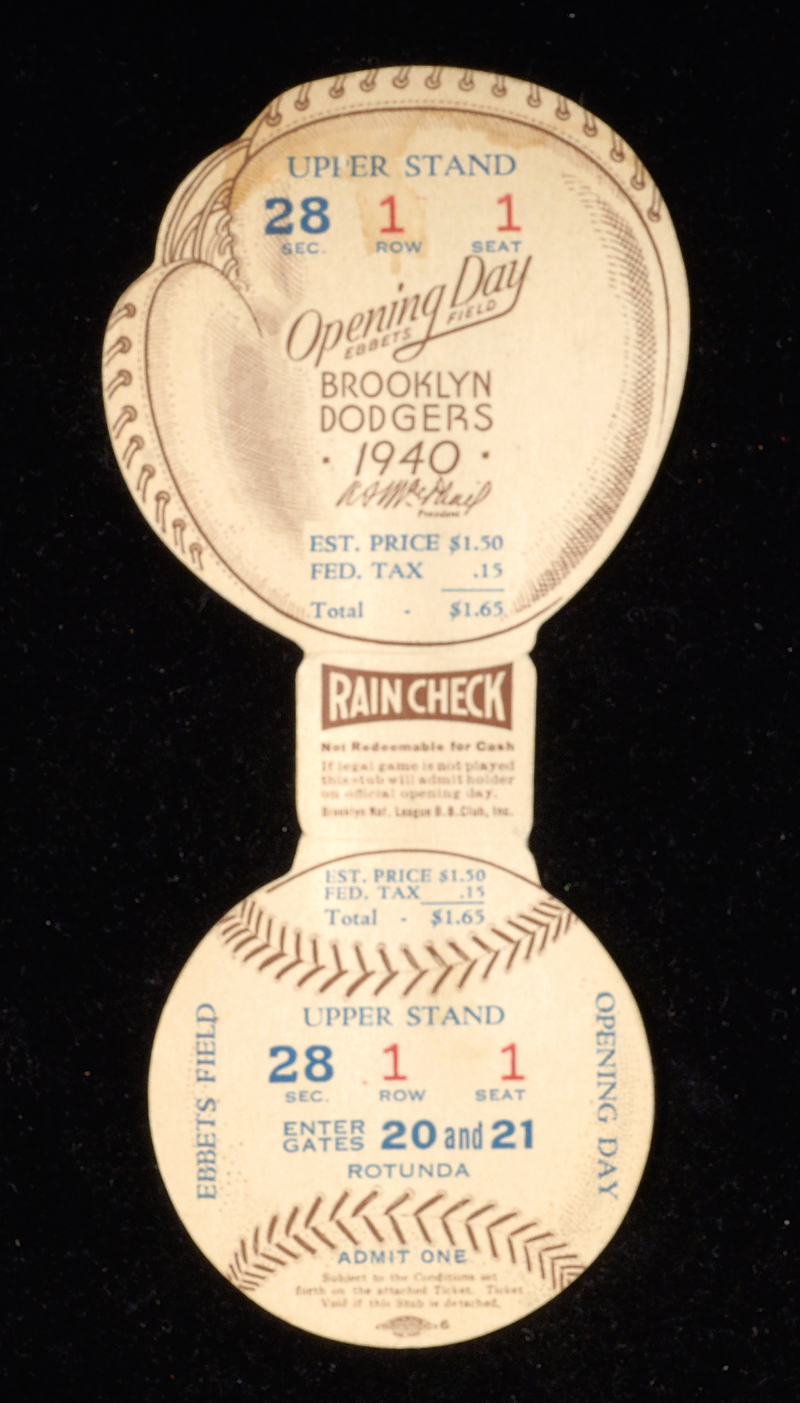 UPPER STAND
28 1 1
SEC. ROW SEAT
Opening Day
EBBETS FIELD
BROOKLYN
DODGERS
· 1940 ·
President
EST. PRICE $1.50
FED. TAX .15
Total - $1.65
RAIN CHECK
Not Redeemable for Cash
If legal game is not played
this stub will admit holder
on official opening day.
Brooklyn Nat. League B.B. Club, Inc.
EST. PRICE $1.50
FED. TAX .15
Total - $1.65
UPPER STAND
28 1 1
SEC. ROW SEAT
EBBETS FIELD
OPENING DAY
ENTER GATES 20 and 21
ROTUNDA
ADMIT ONE
Subject to the Conditions set
forth on the attached Ticket. Ticket
Void if this Stub is detached.
6